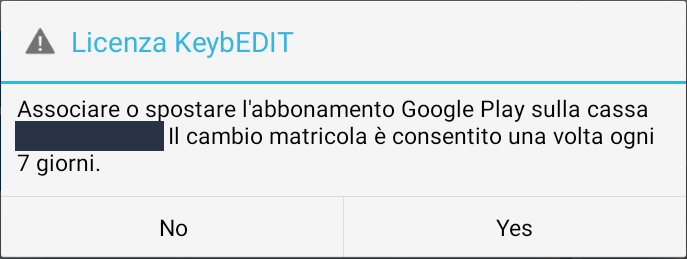 Licenza KeybEDIT
Associare o spostare l'abbonamento Google Play sulla cassa
Il cambio matricola è consentito una volta ogni
7 giorni.
No
Yes